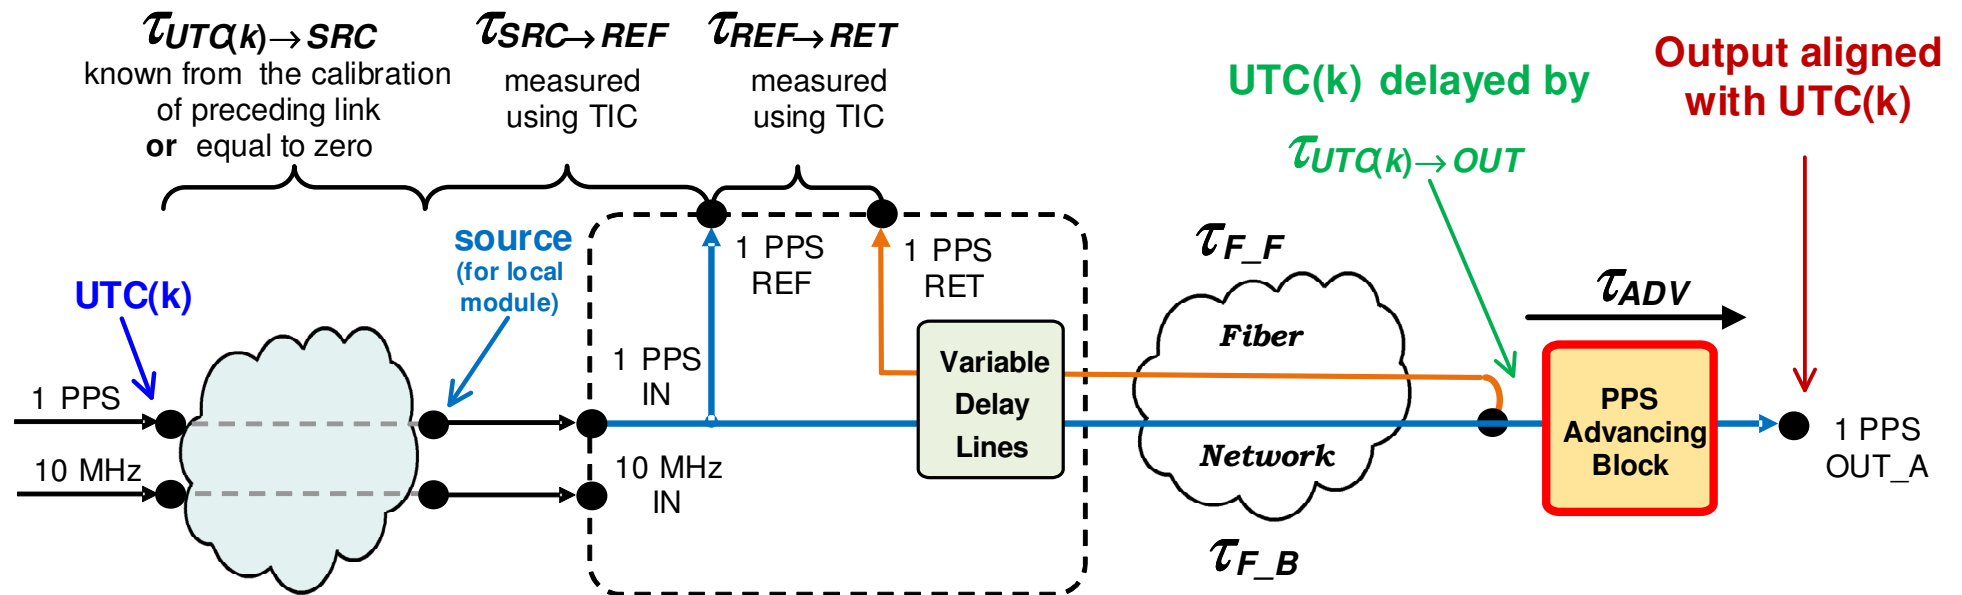 τUTC(k)→SRC
known from the calibration
of preceding link
or equal to zero
τSRC→REF
measured
using TIC
τREF→RET
measured
using TIC
UTC(k) delayed by
τUTC(k)→OUT
Output aligned
with UTC(k)
UTC(k)
source
(for local
module)
1 PPS
REF
1 PPS
RET
τF_F
τADV
1 PPS
10 MHz
1 PPS
IN
10 MHz
IN
Variable
Delay
Lines
Fiber
Network
τF_B
PPS
Advancing
Block
1 PPS
OUT_A